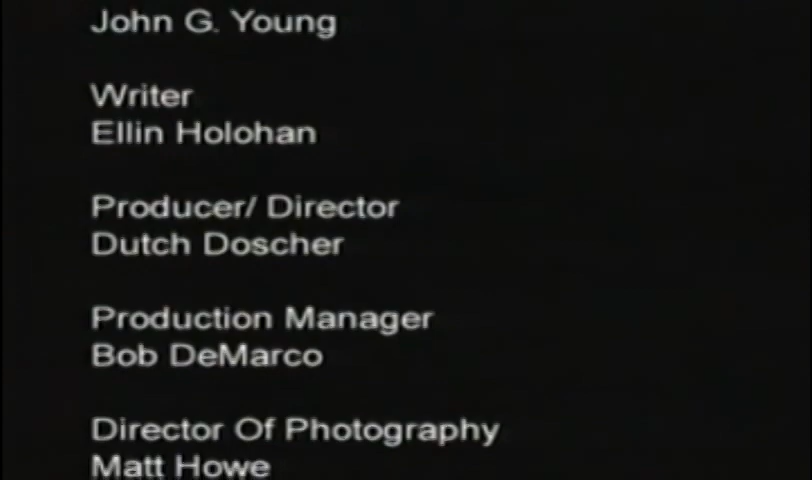 John G. Young
Writer
Ellin Holohan
Producer/ Director
Dutch Doscher
Production Manager
Bob DeMarco
Director Of Photography
Matt Howe